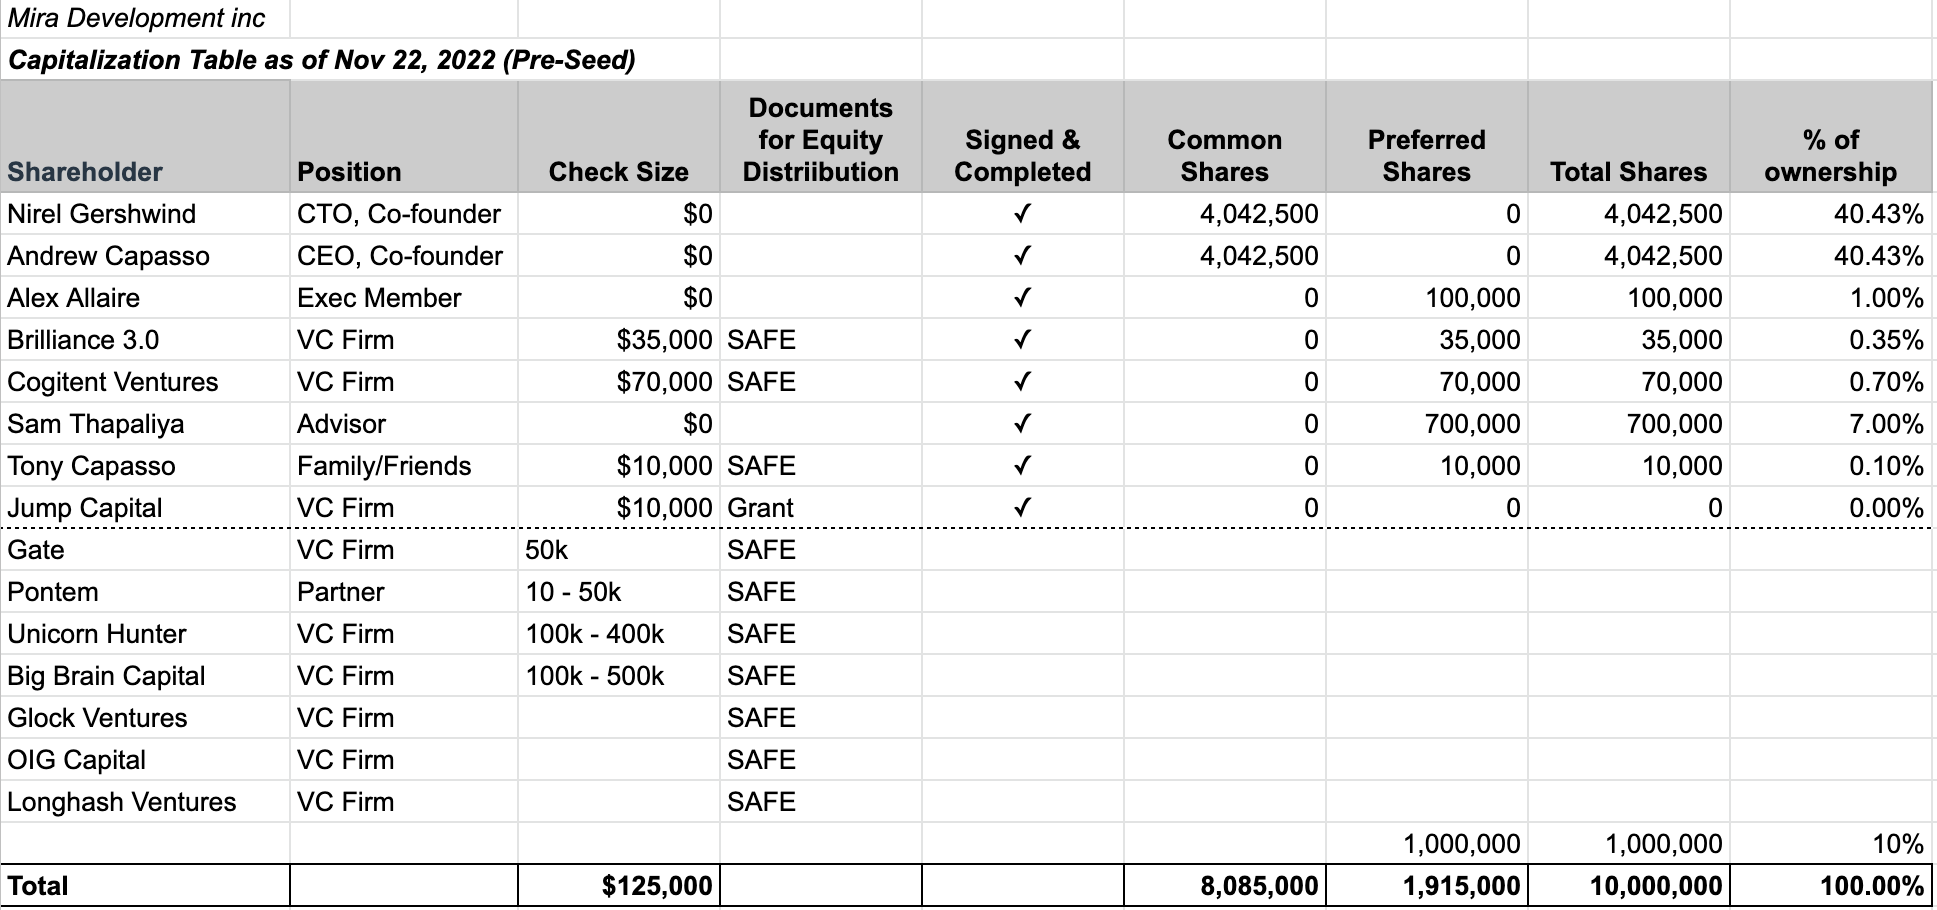 Mira Development inc
Capitalization Table as of Nov 22, 2022 (Pre-Seed)
Shareholder Position Check Size Documents for Equity Distriibution Signed & Completed Common Shares Preferred Shares Total Shares % of ownership
Nirel Gershwind CTO, Co-founder $0 ✓ 4,042,500 0 4,042,500 40.43%
Andrew Capasso CEO, Co-founder $0 ✓ 4,042,500 0 4,042,500 40.43%
Alex Allaire Exec Member $0 ✓ 0 100,000 100,000 1.00%
Brilliance 3.0 VC Firm $35,000 SAFE ✓ 0 35,000 35,000 0.35%
Cogitent Ventures VC Firm $70,000 SAFE ✓ 0 70,000 70,000 0.70%
Sam Thapaliya Advisor $0 ✓ 0 700,000 700,000 7.00%
Tony Capasso Family/Friends $10,000 SAFE ✓ 0 10,000 10,000 0.10%
Jump Capital VC Firm $10,000 Grant ✓ 0 0 0 0.00%
Gate VC Firm 50k SAFE
Pontem Partner 10 - 50k SAFE
Unicorn Hunter VC Firm 100k - 400k SAFE
Big Brain Capital VC Firm 100k - 500k SAFE
Glock Ventures VC Firm SAFE
OIG Capital VC Firm SAFE
Longhash Ventures VC Firm SAFE
1,000,000 1,000,000 10%
Total $125,000 8,085,000 1,915,000 10,000,000 100.00%